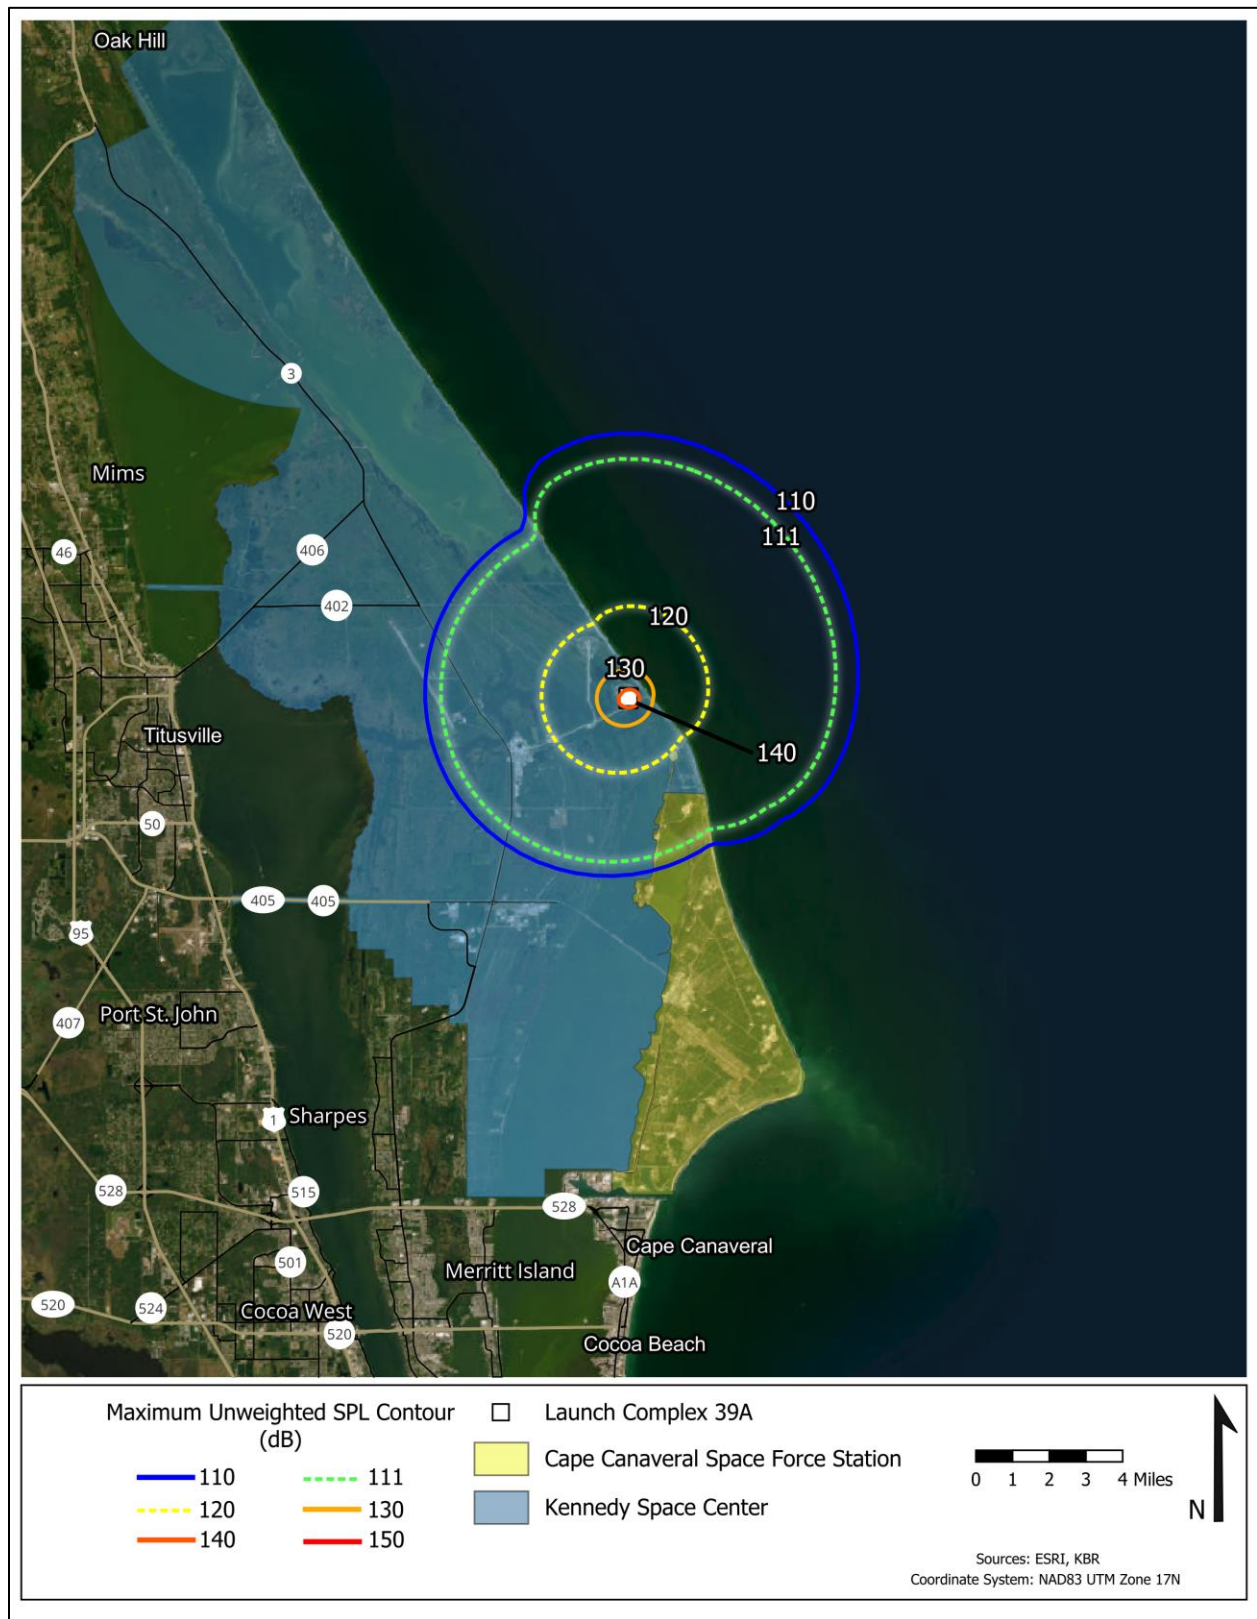 Oak Hill
3
Mims
110
111
46
406
402
120
130
Titusville
140
50
405
405
95
Port St. John
407
1
Sharpes
528
515
528
Cape Canaveral
501
Merritt Island
A1A
520
524
Cocoa West
520
Cocoa Beach
Maximum Unweighted SPL Contour
(dB)
110
111
120
130
140
150
Launch Complex 39A
Cape Canaveral Space Force Station
Kennedy Space Center
0 1 2 3 4 Miles
N
Sources: ESRI, KBR
Coordinate System: NAD83 UTM Zone 17N